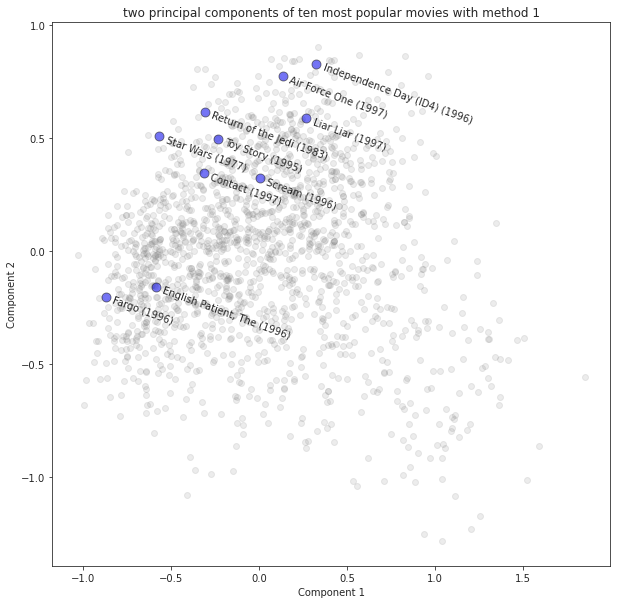 two principal components of ten most popular movies with method 1
1.0
Independence Day (ID4) (1996)
Air Force One (1997)
Return of the Jedi (1983)
Liar Liar (1997)
0.5
Star Wars (1977)
Toy Story (1995)
Contact (1997)
Scream (1996)
0.0
Component 2
Fargo (1996)
English Patient, The (1996)
−0.5
−1.0
−1.0
−0.5
0.0
0.5
1.0
1.5
Component 1